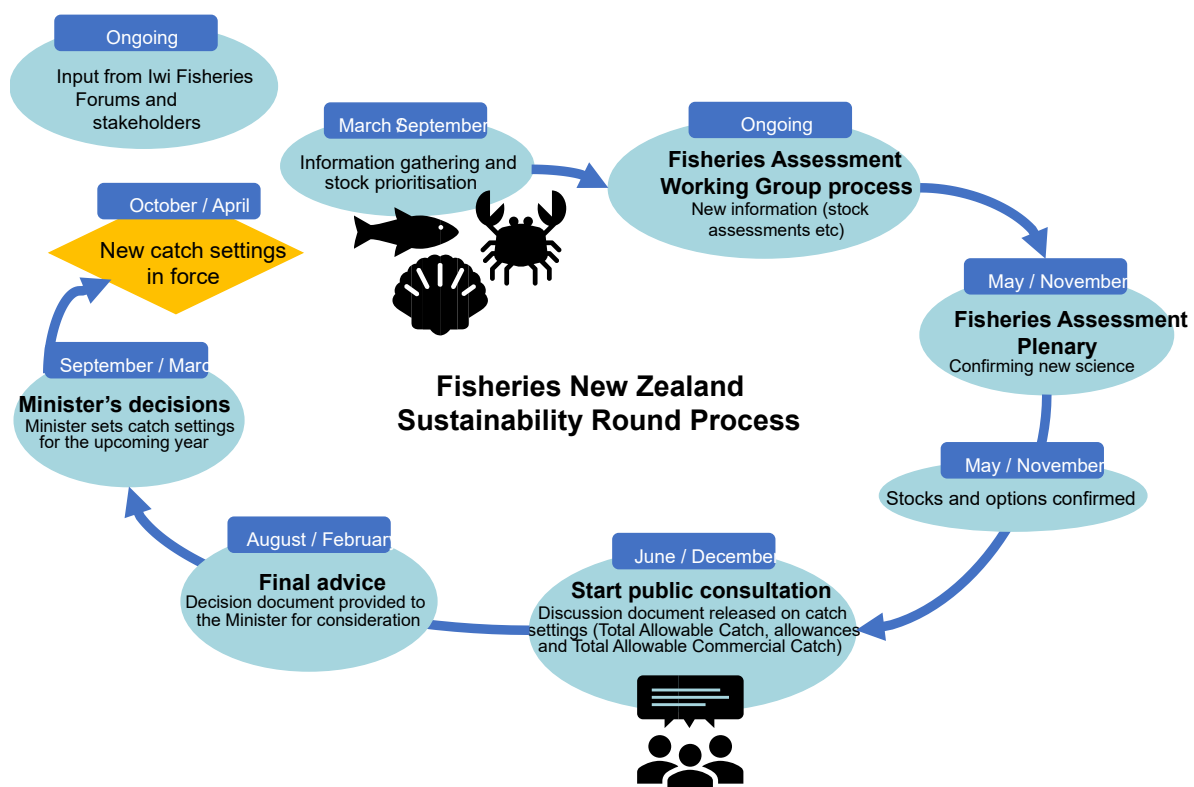 Ongoing
Input from Iwi Fisheries
Forums and
stakeholders
March / September
Information gathering and
stock prioritisation
Ongoing
Fisheries Assessment
Working Group process
New information (stock
assessments etc)
October / April
New catch settings
in force
May / November
Fisheries Assessment
Plenary
Confirming new science
September / Marc
Minister’s decisions
Minister sets catch settings
for the upcoming year
Fisheries New Zealand
Sustainability Round Process
May / November
Stocks and options confirmed
August / February
Final advice
Decision document provided to
the Minister for consideration
June / December
Start public consultation
Discussion document released on catch
settings (Total Allowable Catch, allowances
and Total Allowable Commercial Catch)